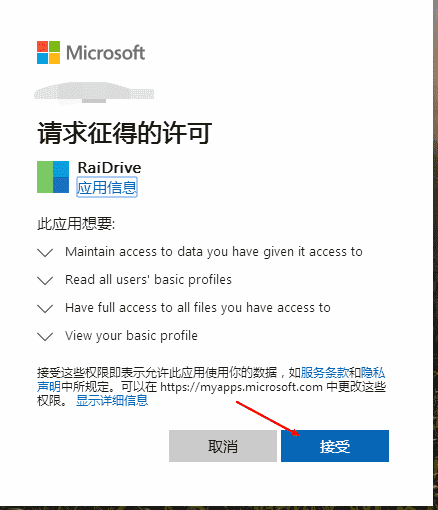 Microsoft
请求征得的许可
RaiDrive
应用信息
此应用想要:
Maintain access to data you have given it access to
Read all users' basic profiles
Have full access to all files you have access to
View your basic profile
接受这些权限即表示允许此应用使用你的数据，如服务条款和隐私
声明中所规定。可以在 https://myapps.microsoft.com 中更改这些
权限。 显示详细信息
取消
接受